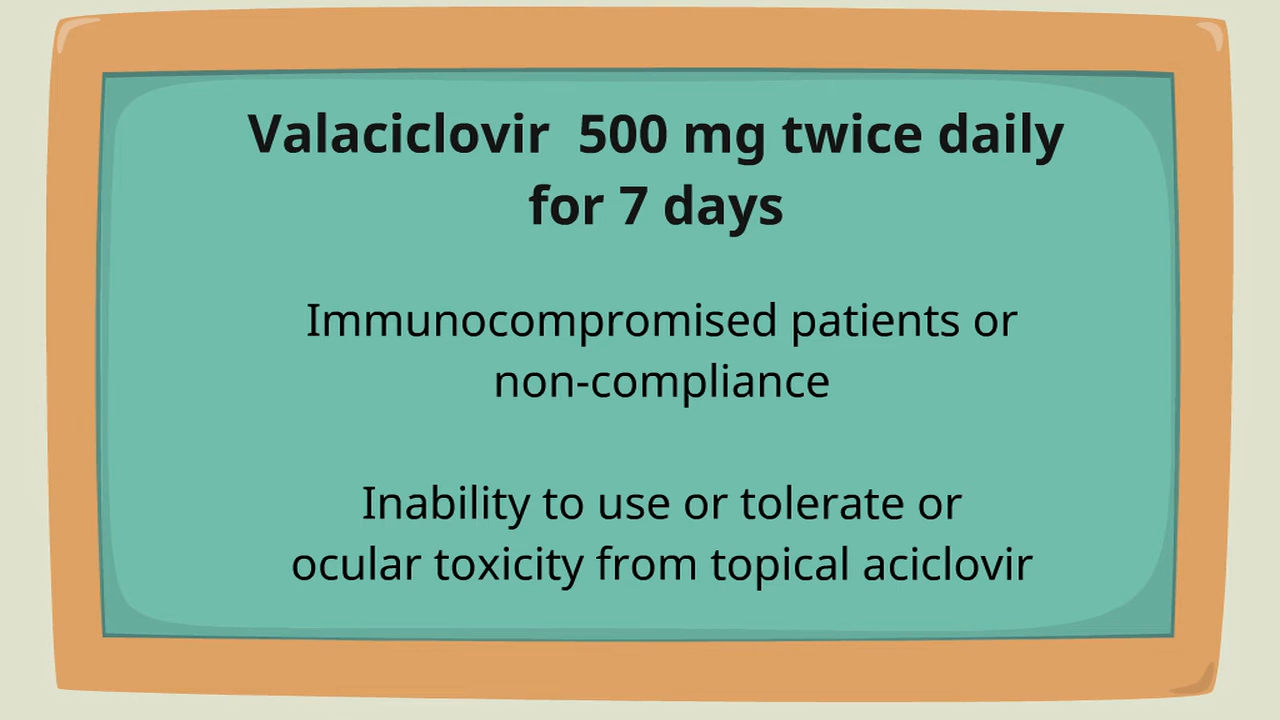 Valaciclovir 500 mg twice daily
for 7 days
Immunocompromised patients or
non-compliance
Inability to use or tolerate or
ocular toxicity from topical aciclovir